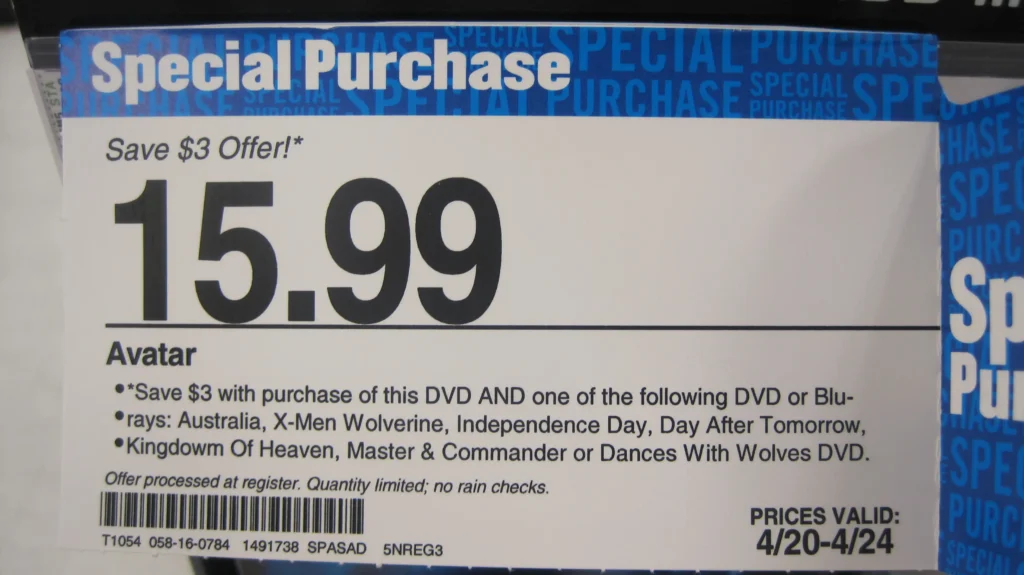 Special Purchase
Save $3 Offer!*
15.99
Avatar
•*Save $3 with purchase of this DVD AND one of the following DVD or Blu-
•rays: Australia, X-Men Wolverine, Independence Day, Day After Tomorrow,
•Kingdowm Of Heaven, Master & Commander or Dances With Wolves DVD.
Offer processed at register. Quantity limited; no rain checks.
T1054 058-16-0784 1491738 SPASAD 5NREG3
PRICES VALID:
4/20-4/24